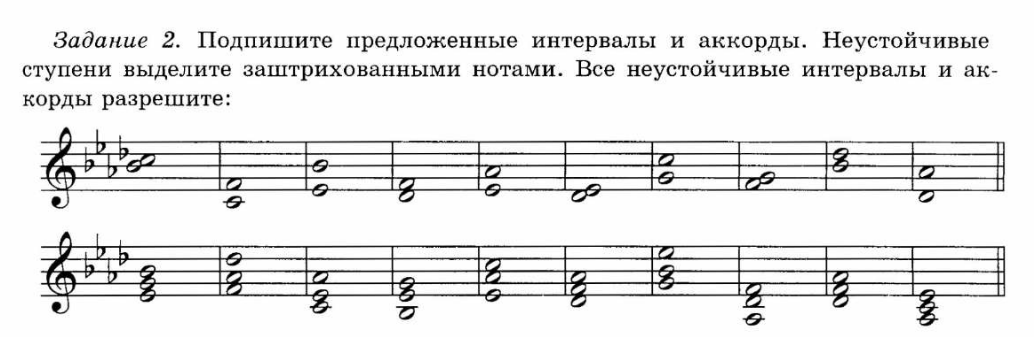 Задание 2. Подпишите предложенные интервалы и аккорды. Неустойчивые
ступени выделите заштрихованными нотами. Все неустойчивые интервалы и ак-
корды разрешите: